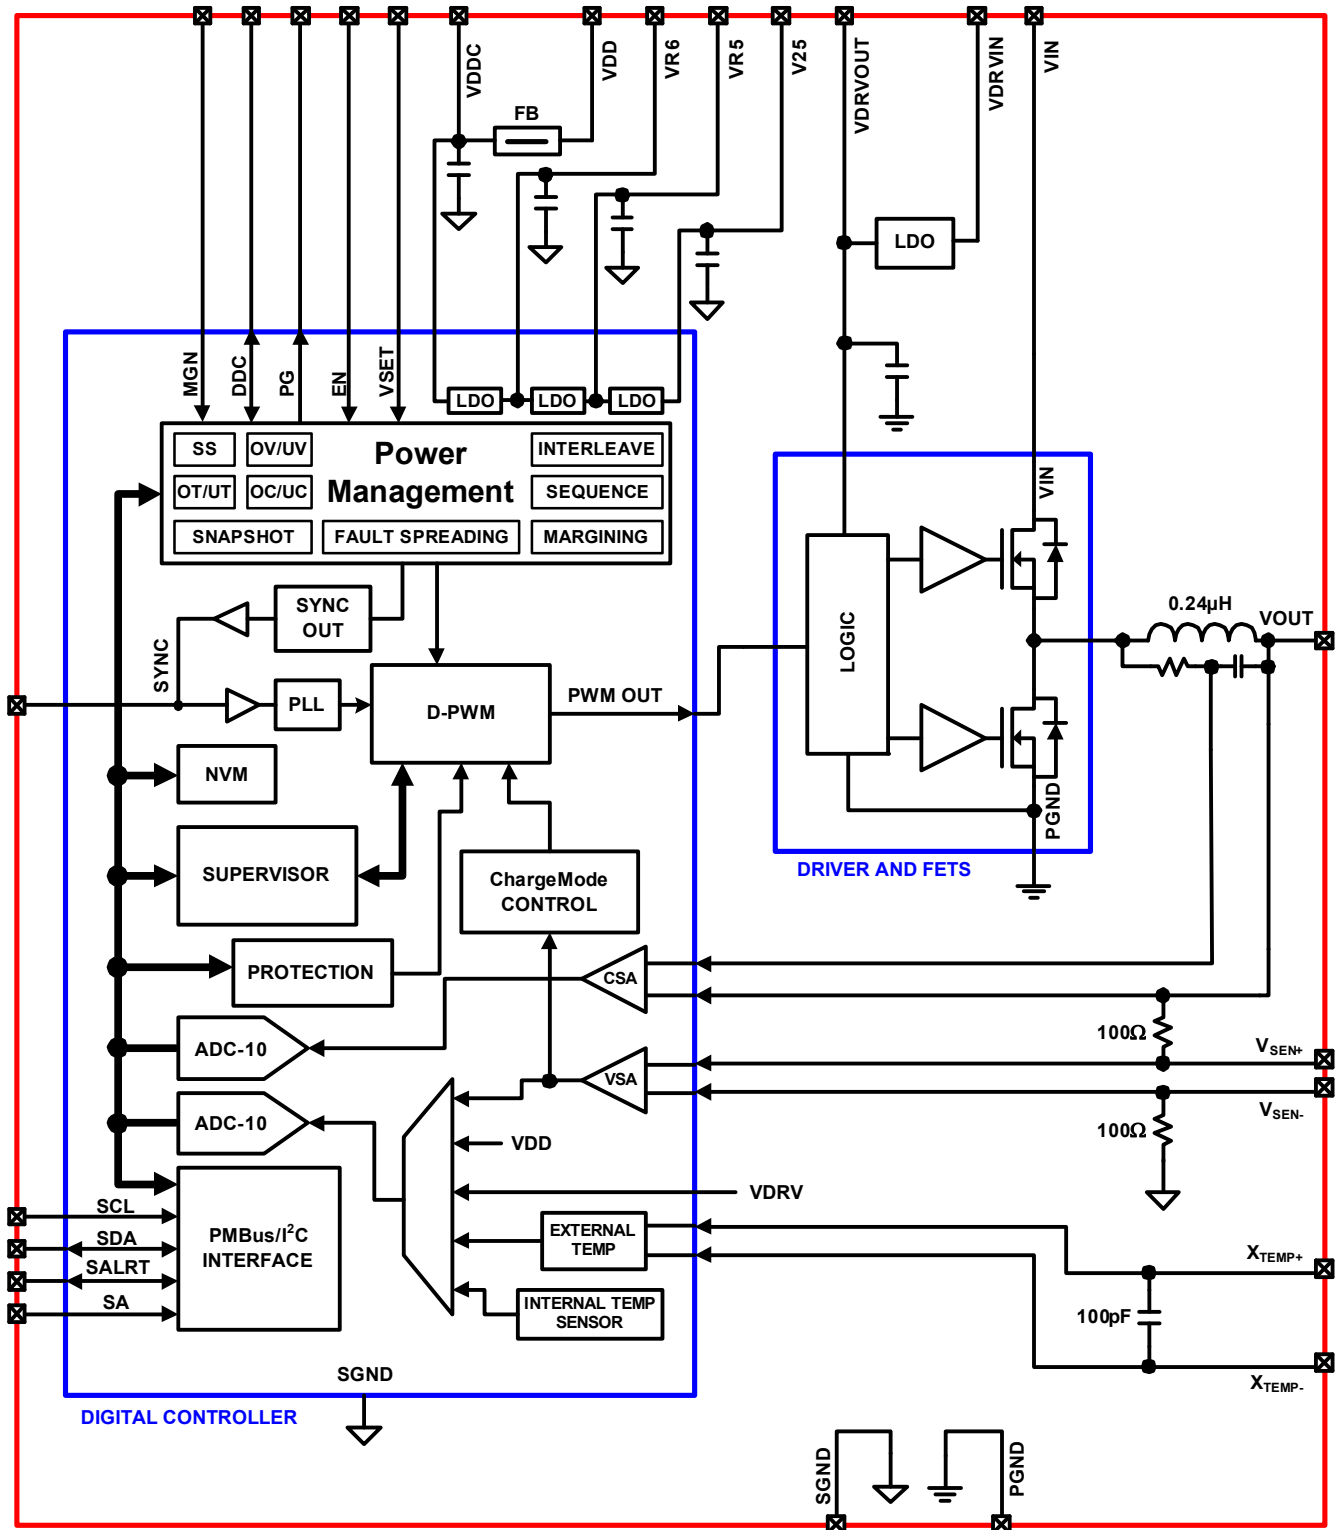 VDDC
VDD
VR6
VR5
V25
VDRVOUT
VDRVIN
VIN
FB
LDO
MGN
DDC
PG
EN
VSET
LDO
LDO
LDO
SS
OV/UV
Power
Management
INTERLEAVE
OT/UT
OC/UC
SEQUENCE
SNAPSHOT
FAULT SPREADING
MARGINING
VIN
SYNC
OUT
SYNC
PLL
D-PWM
PWM OUT
LOGIC
0.24µH
VOUT
NVM
PGND
SUPERVISOR
ChargeMode
CONTROL
DRIVER AND FETS
PROTECTION
CSA
ADC-10
100Ω
VSEN+
VSA
VSEN-
ADC-10
100Ω
VDD
VDRV
SCL
SDA
SALRT
SA
PMBus/I²C
INTERFACE
EXTERNAL
TEMP
XTEMP+
INTERNAL TEMP
SENSOR
100pF
XTEMP-
SGND
DIGITAL CONTROLLER
SGND
PGND